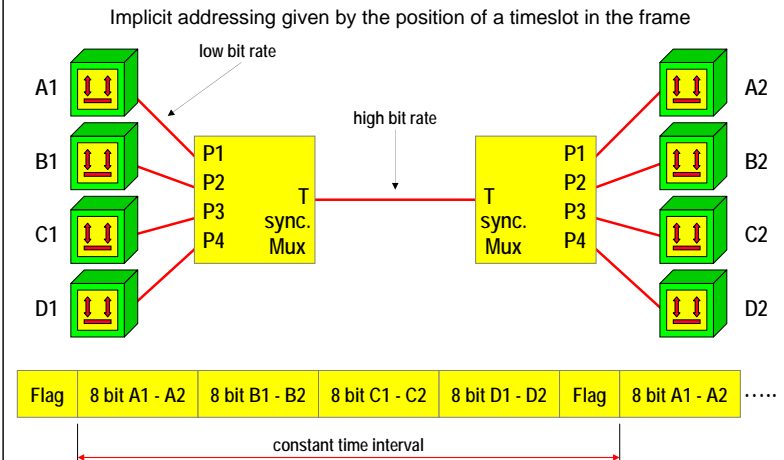 Implicit addressing given by the position of a timeslot in the frame
low bit rate
A1
A2
high bit rate
B1
P1
P1
B2
P2
P2
T
T
P3
P3
sync.
sync.
C1
P4
P4
C2
Mux
Mux
D1
D2
Flag 8 bit A1 - A2 8 bit B1 - B2 8 bit C1 - C2 8 bit D1 - D2 Flag 8 bit A1 - A2 .....
constant time interval